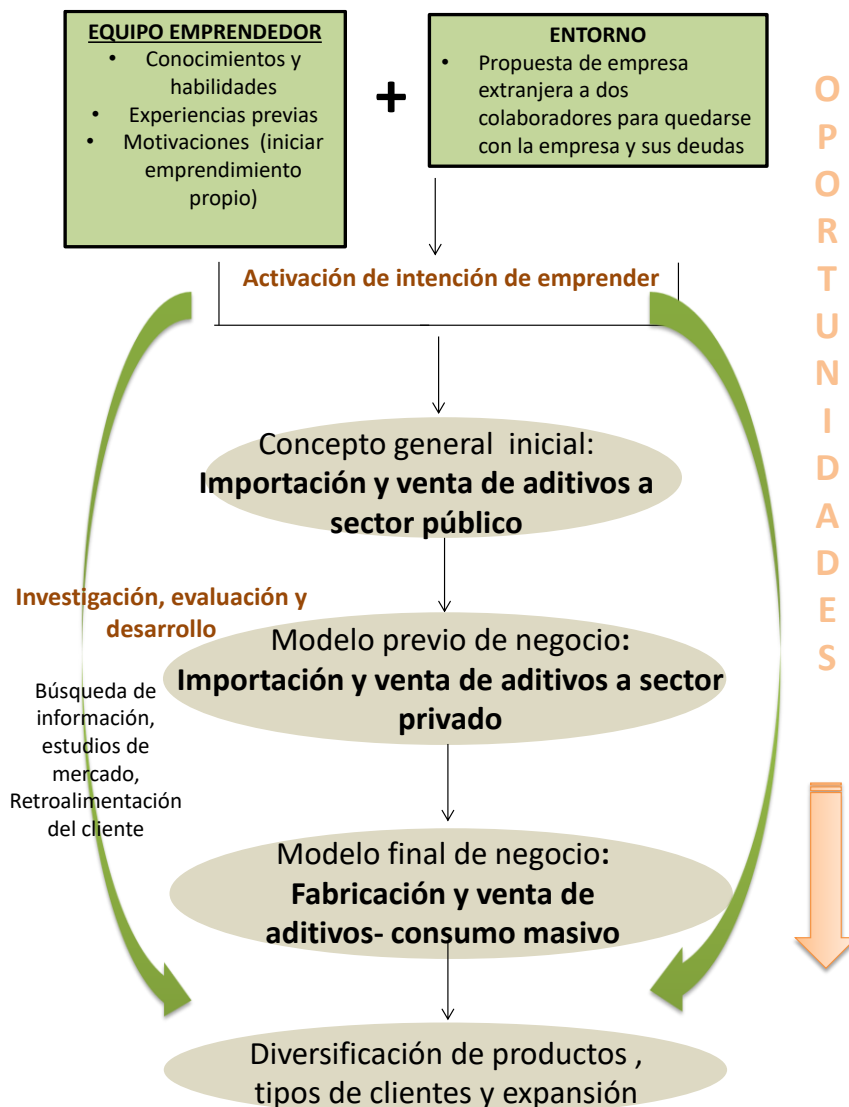 EQUIPO EMPRENDEDOR
• Conocimientos y
habilidades
• Experiencias previas
• Motivaciones (iniciar
emprendimiento
propio)
+
ENTORNO
• Propuesta de empresa
extranjera a dos
colaboradores para quedarse
con la empresa y sus deudas
Activación de intención de emprender
Concepto general inicial:
Importación y venta de aditivos a
sector público
Investigación, evaluación y
desarrollo
Búsqueda de
información,
estudios de
mercado,
Retroalimentación
del cliente
Modelo previo de negocio:
Importación y venta de aditivos a sector
privado
Modelo final de negocio:
Fabricación y venta de
aditivos- consumo masivo
Diversificación de productos ,
tipos de clientes y expansión
O
P
O
R
T
U
N
I
D
A
D
E
S